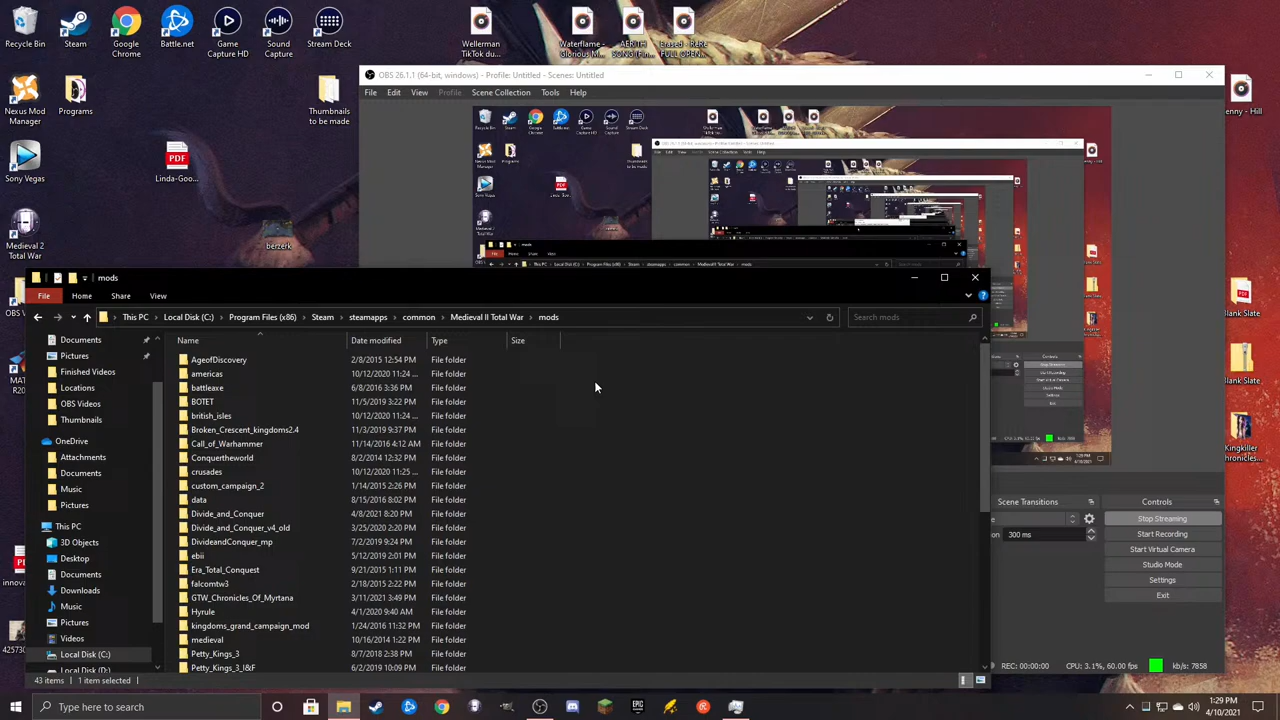 Recycle Bin
Steam
Google Chrome
Battle.net
Game Capture HD
Sound Capture
Stream Deck
Wellerman TikTok du...
Waterflame - Glorious M...
AERITH SONG (Fin...
Erased - ReRe FULL OPEN...
Nexus Mod Manager
Programs
Thumbnails to be made
Sony Vegas
PDF
Linda-Goo...
Medieval 2 Total War
berzerk
OBS 26.1.1 (64-bit, windows) - Profile: Untitled - Scenes: Untitled
File Edit View Profile Scene Collection Tools Help
enny - Hill
Blank Slate
Blank Slate
Kingkiller Chronicles...
mods
File Home Share View
This PC Local Disk (C:) Program Files (x86) Steam steamapps common Medieval II Total War mods
Search mods
Name Date modified Type Size
Documents
Pictures
Finished Videos
Locations
OBS Videos
Thumbnails
OneDrive
Attachments
Documents
Music
Pictures
This PC
3D Objects
Desktop
Documents
Downloads
Music
Pictures
Videos
Local Disk (C:)
Local Disk (D:)
AgeofDiscovery 2/8/2015 12:54 PM File folder
americas /12/2020 11:24 ... File folder
battleaxe /8/2016 3:36 PM File folder
BOTET 1/5/2019 3:22 PM File folder
british_isles /12/2020 11:24 ... File folder
Broken_Crescent_kingdoms2.4 11/3/2019 9:37 PM File folder
Call_of_Warhammer 11/14/2016 4:12 AM File folder
Conquertheworld 8/2/2014 12:32 PM File folder
crusades 10/12/2020 11:25 ... File folder
custom_campaign_2 1/14/2015 2:26 PM File folder
data 8/15/2016 8:02 PM File folder
Divide_and_Conquer 4/8/2021 8:20 PM File folder
Divide_and_Conquer_v4_old 3/25/2020 2:20 PM File folder
DivideandConquer_mp 7/2/2019 9:24 PM File folder
ebii 5/12/2019 2:01 PM File folder
Era_Total_Conquest 9/21/2015 1:11 PM File folder
falcomtw3 2/18/2015 2:22 PM File folder
GTW_Chronicles_Of_Myrtana 3/11/2021 3:49 PM File folder
Hyrule 4/1/2020 9:40 AM File folder
kingdoms_grand_campaign_mod 1/24/2016 11:32 PM File folder
medieval 10/16/2014 1:22 PM File folder
Petty_Kings_3 8/7/2018 2:38 PM File folder
Petty_Kings_3_I&F 6/2/2019 10:09 PM File folder
43 items 1 item selected
Scene Transitions
300 ms
Controls
Stop Streaming
Start Recording
Start Virtual Camera
Studio Mode
Settings
Exit
REC: 00:00:00 CPU: 3.1%, 60.00 fps kb/s: 7858
Type here to search
EPIC
1:29 PM
4/10/2021